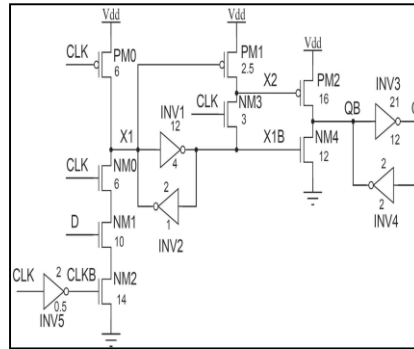 Vdd Vdd
CLK PM0 6
PM1 2.5
Vdd
X2
PM2 16
INV3 21 12
INV1 12 4
CLK NM3 3
X1
X1B
QB
NM4 12
CLK NM0 6
2 1 INV2
2 2 INV4
D NM1 10
CLK 2 0.5 INV5 CLKB NM2 14